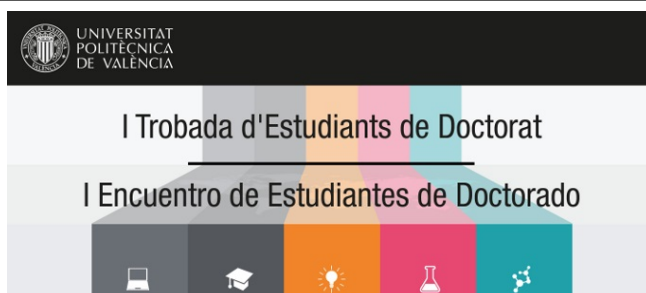 UNIVERSITAT
POLITÈCNICA
DE VALÈNCIA
I Trobada d'Estudiants de Doctorat
I Encuentro de Estudiantes de Doctorado